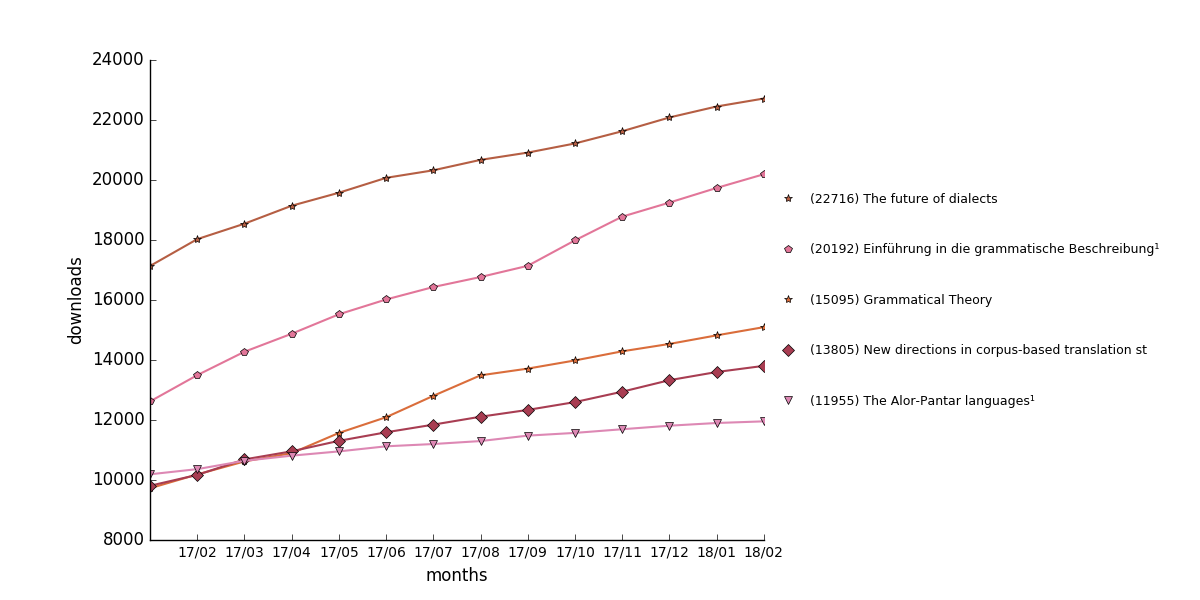 24000
22000
20000
18000
16000
14000
12000
10000
8000
downloads
17/02 17/03 17/04 17/05 17/06 17/07 17/08 17/09 17/10 17/11 17/12 18/01 18/02
months
(22716) The future of dialects
(20192) Einführung in die grammatische Beschreibung¹
(15095) Grammatical Theory
(13805) New directions in corpus-based translation st
(11955) The Alor-Pantar languages¹